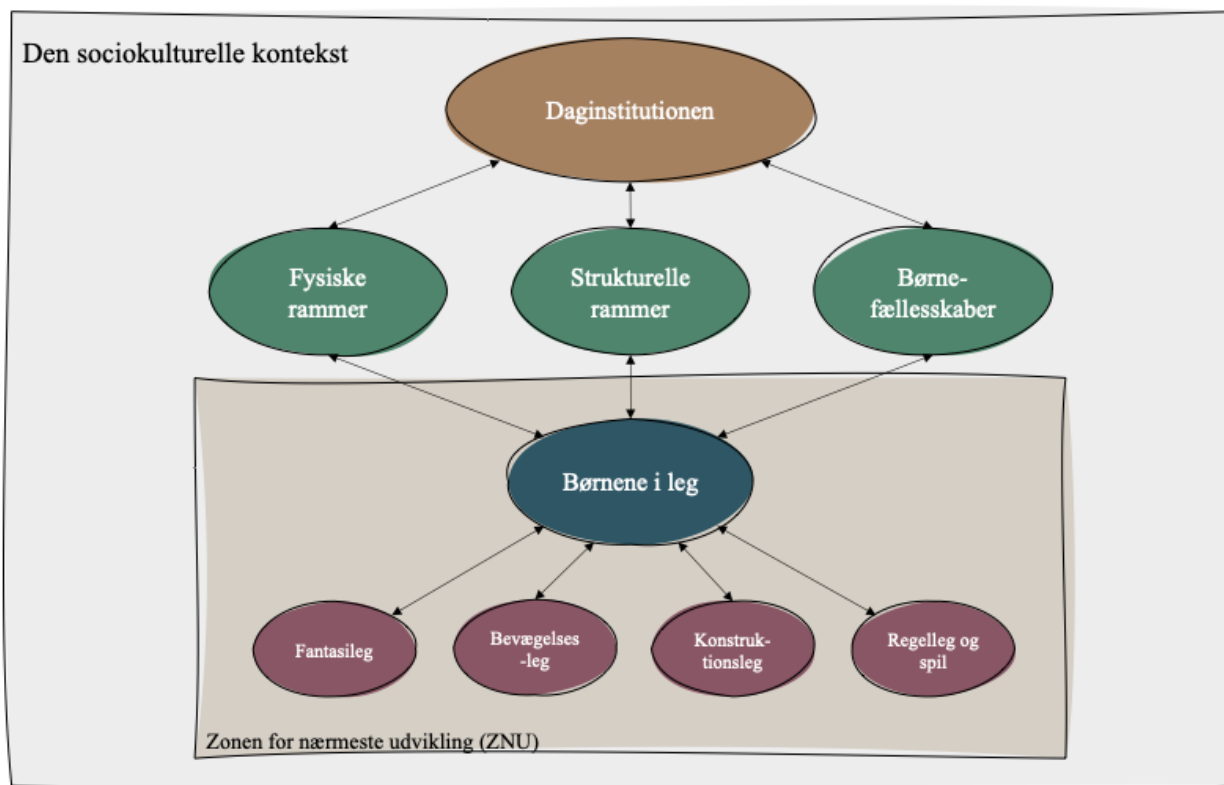 Den sociokulturelle kontekst
Daginstitutionen
Fysiske
rammer
Strukturelle
rammer
Børne-
fællesskaber
Børnene i leg
Fantasileg
Bevægelses
-leg
Konstruk-
tionsleg
Regelleg og
spil
Zonen for nærmeste udvikling (ZNU)